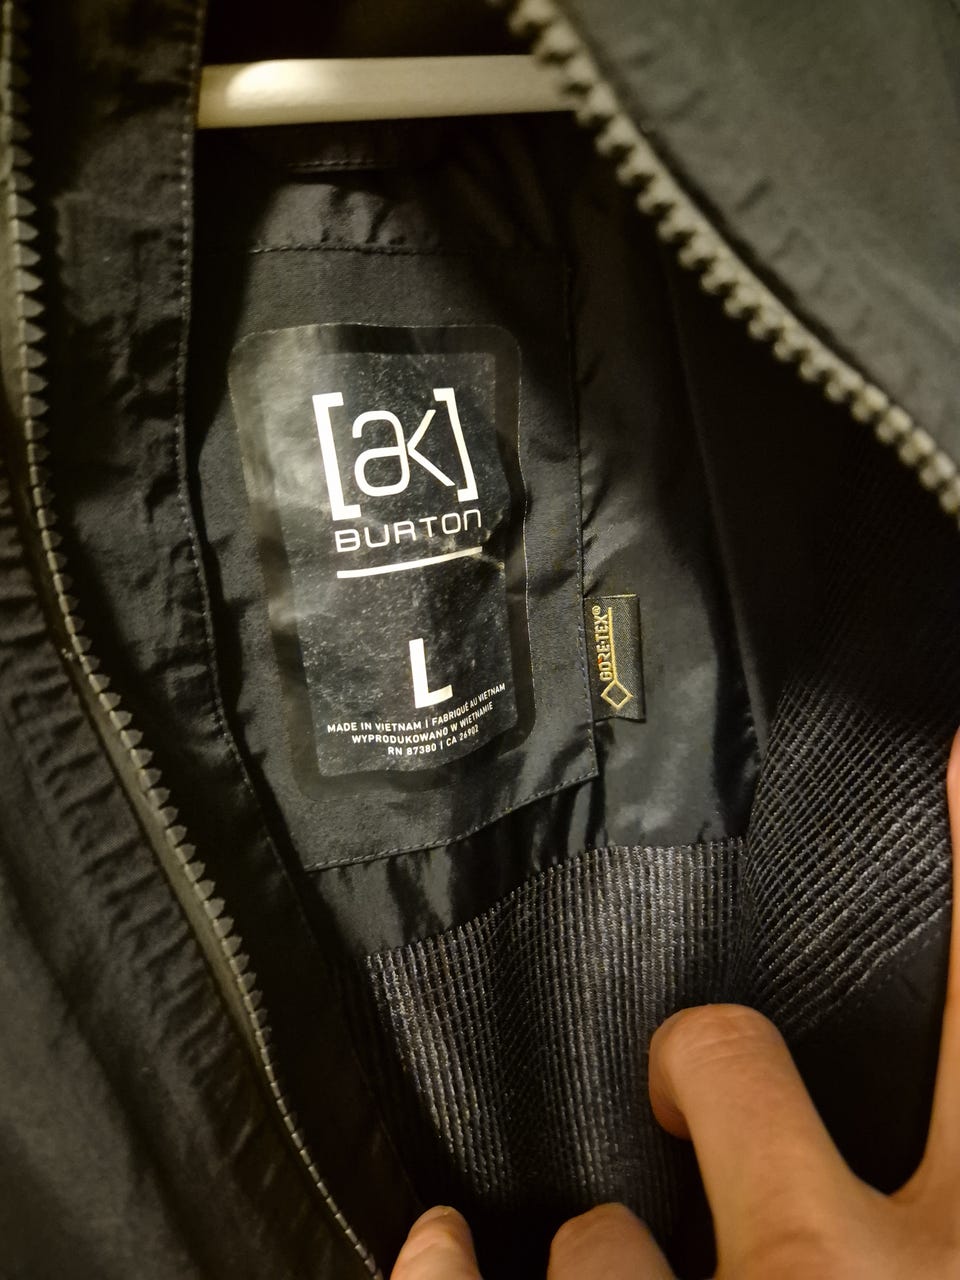 [ak]
BURTON
L
MADE IN VIETNAM | FABRIQUÉ AU VIETNAM
WYPRODUKOWANO W WIETNAMIE
RN 87380 | CA 26902
GORE-TEX®